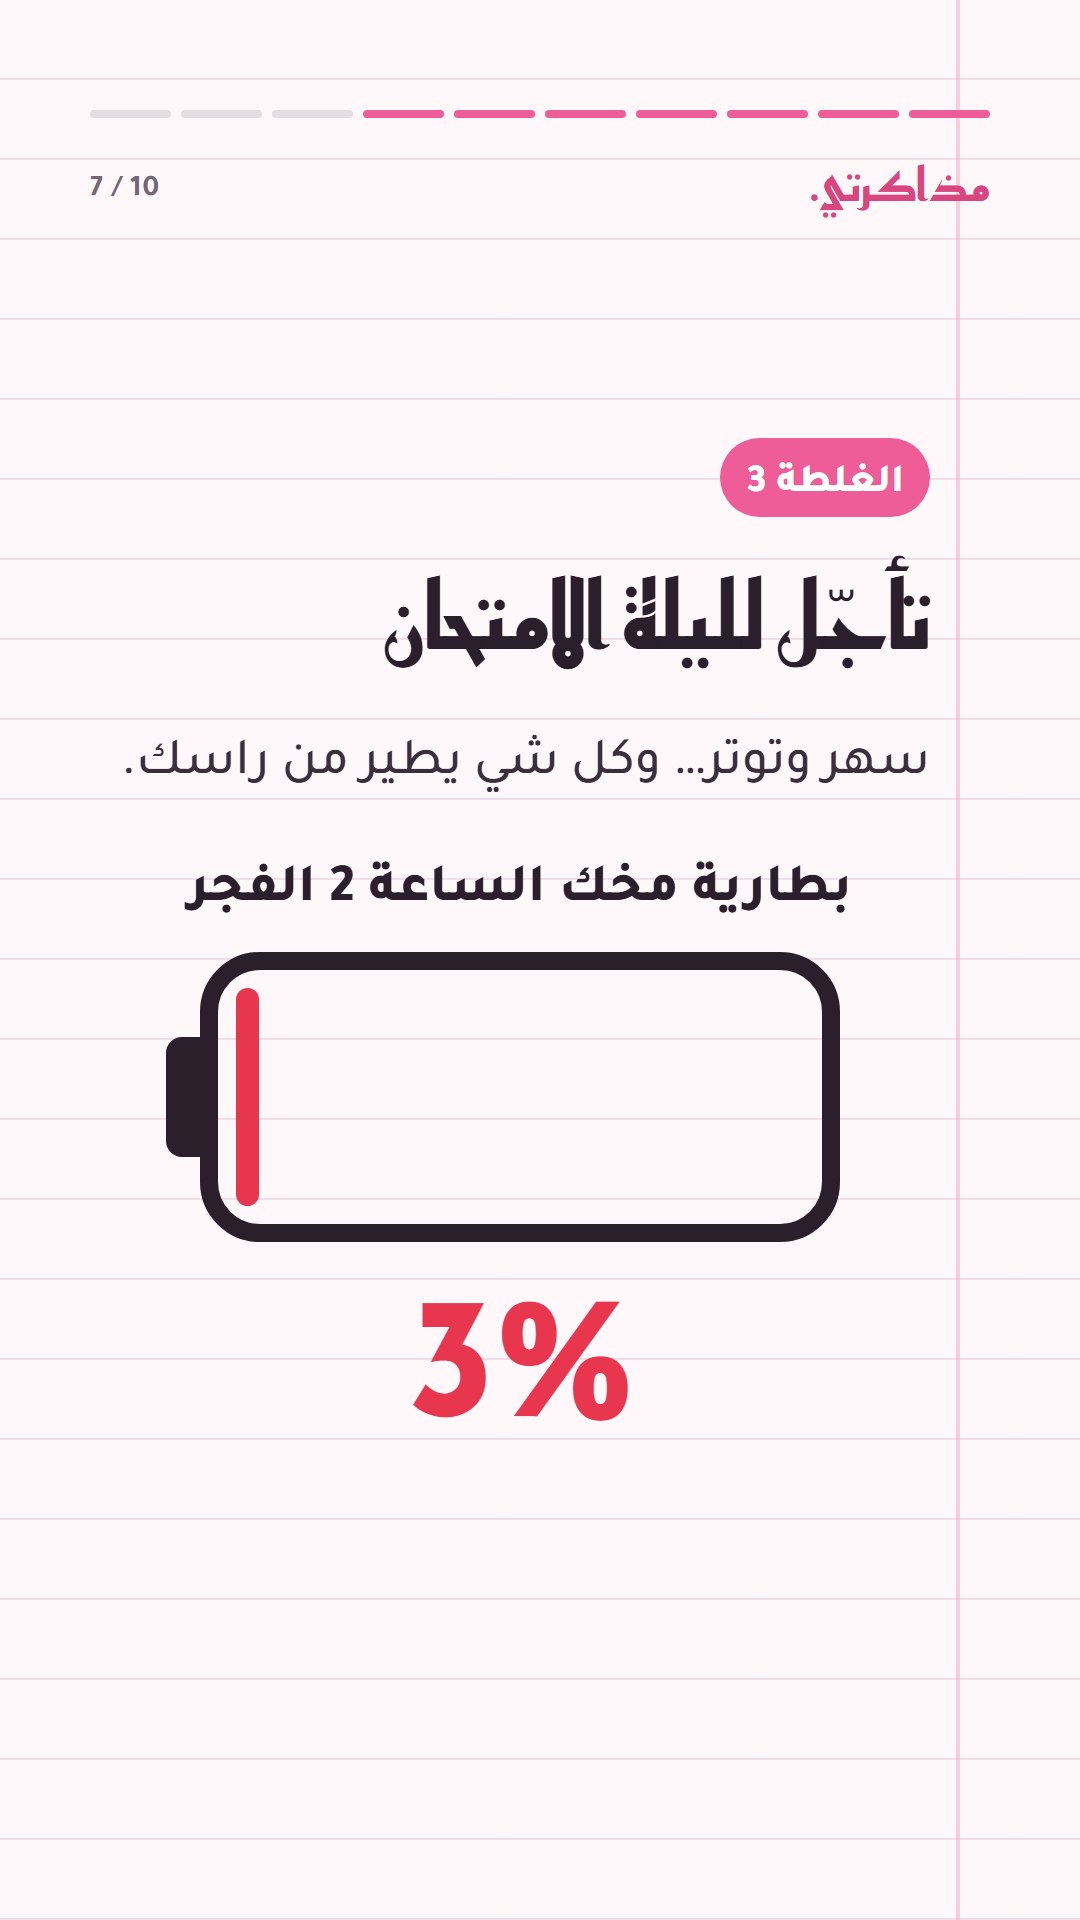 مذاكرتي.
7 / 10
الغلطة 3
تأجّل لليلة الامتحان
سهر وتوتر... وكل شي يطير من راسك.
بطارية مخك الساعة 2 الفجر
3%